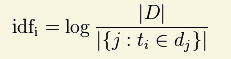 idf_i = log |D| / |{j : t_i ∈ d_j}|